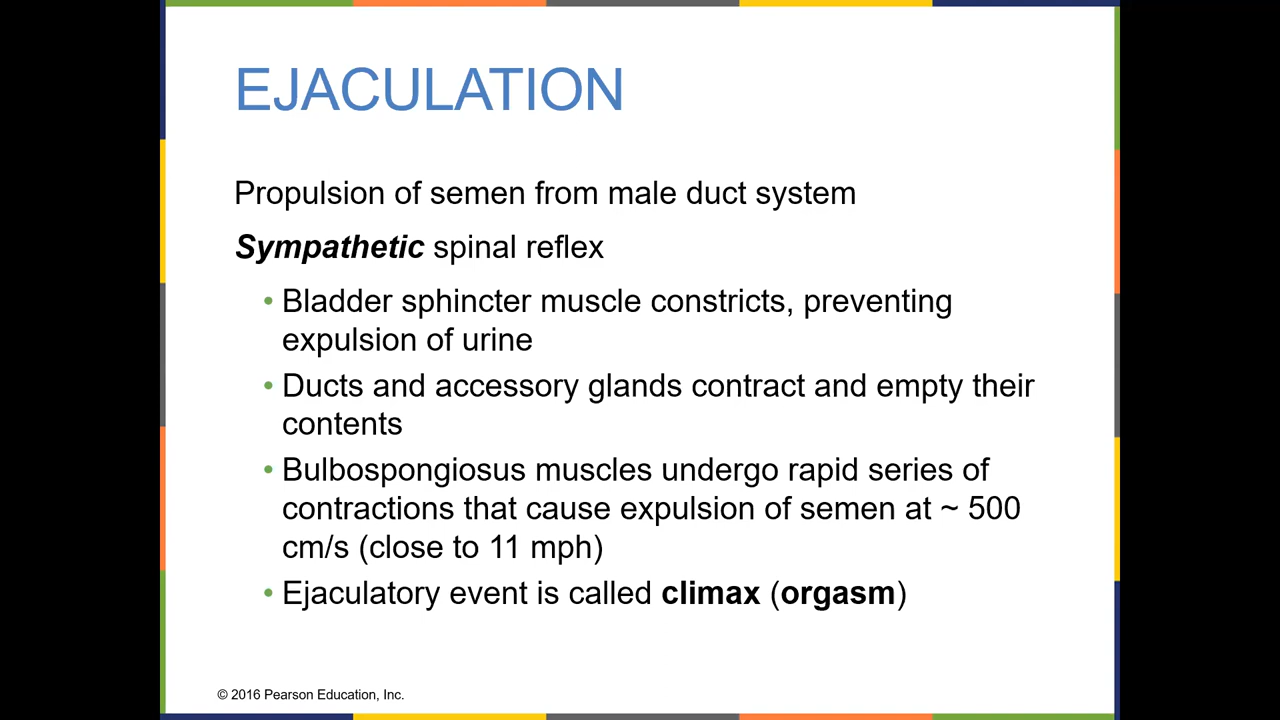 EJACULATION
Propulsion of semen from male duct system
Sympathetic spinal reflex
• Bladder sphincter muscle constricts, preventing
expulsion of urine
• Ducts and accessory glands contract and empty their
contents
• Bulbospongiosus muscles undergo rapid series of
contractions that cause expulsion of semen at ~ 500
cm/s (close to 11 mph)
• Ejaculatory event is called climax (orgasm)
© 2016 Pearson Education, Inc.